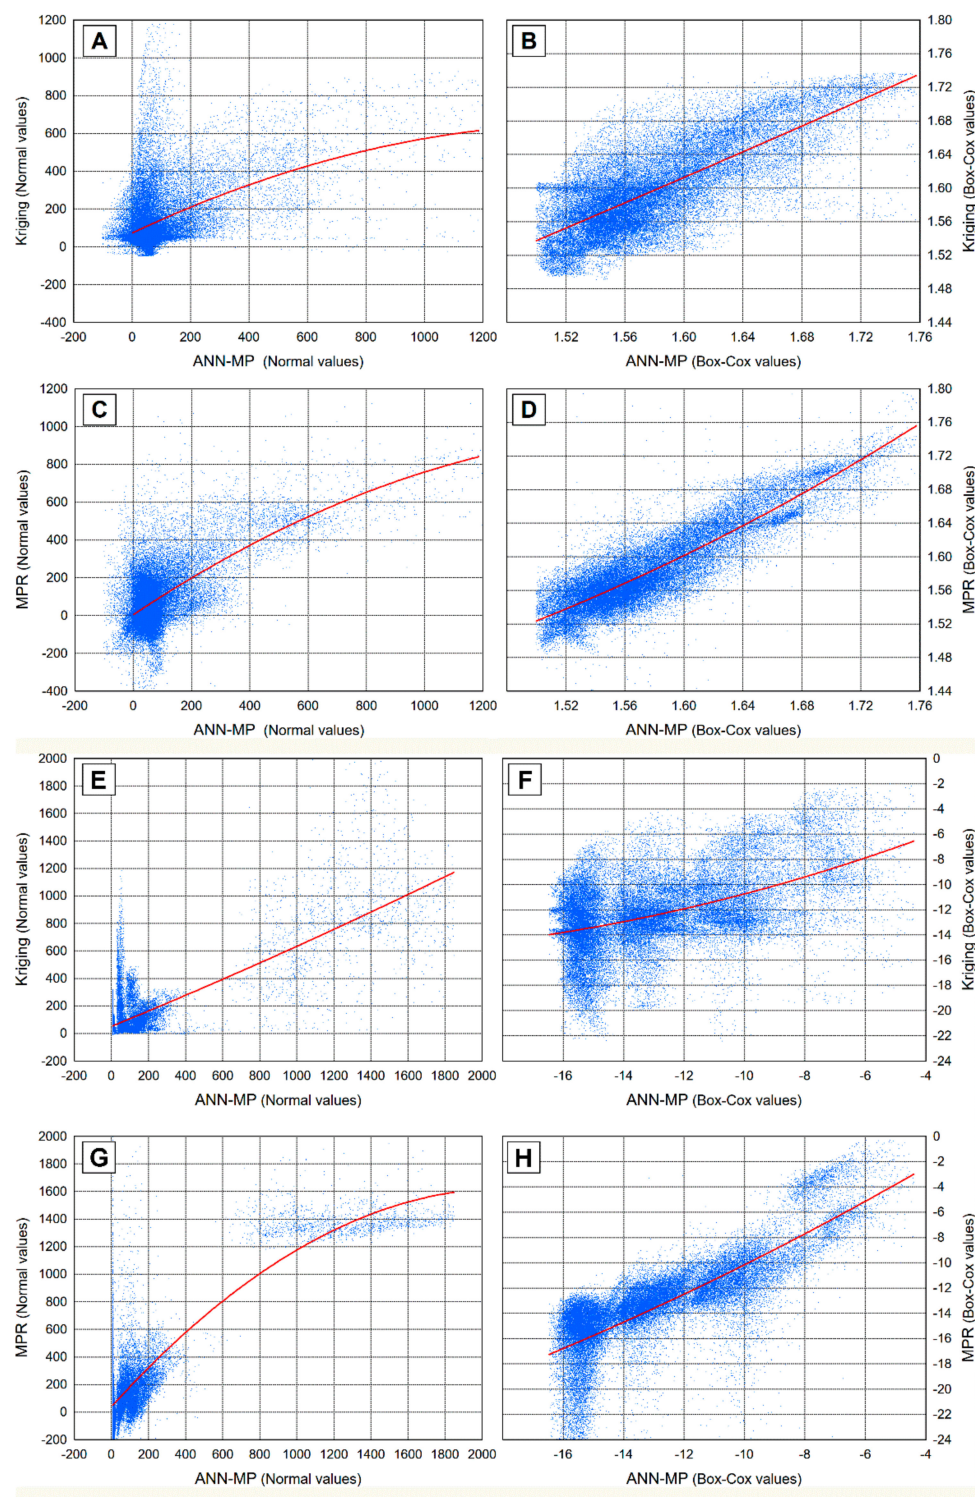 A
1200
1000
800
600
400
200
0
-200
-400
-200 0 200 400 600 800 1000 1200
Kriging (Normal values)
ANN-MP (Normal values)
B
1.80
1.76
1.72
1.68
1.64
1.60
1.56
1.52
1.48
1.44
1.52 1.56 1.60 1.64 1.68 1.72 1.76
Kriging (Box-Cox values)
ANN-MP (Box-Cox values)
C
1200
1000
800
600
400
200
0
-200
-400
-200 0 200 400 600 800 1000 1200
MPR (Normal values)
ANN-MP (Normal values)
D
1.80
1.76
1.72
1.68
1.64
1.60
1.56
1.52
1.48
1.44
1.52 1.56 1.60 1.64 1.68 1.72 1.76
MPR (Box-Cox values)
ANN-MP (Box-Cox values)
E
2000
1800
1600
1400
1200
1000
800
600
400
200
0
-200
-200 0 200 400 600 800 1000 1200 1400 1600 1800 2000
Kriging (Normal values)
ANN-MP (Normal values)
F
0
-2
-4
-6
-8
-10
-12
-14
-16
-18
-20
-22
-24
-16 -14 -12 -10 -8 -6 -4
Kriging (Box-Cox values)
ANN-MP (Box-Cox values)
G
2000
1800
1600
1400
1200
1000
800
600
400
200
0
-200
-200 0 200 400 600 800 1000 1200 1400 1600 1800 2000
MPR (Normal values)
ANN-MP (Normal values)
H
0
-2
-4
-6
-8
-10
-12
-14
-16
-18
-20
-22
-24
-16 -14 -12 -10 -8 -6 -4
MPR (Box-Cox values)
ANN-MP (Box-Cox values)